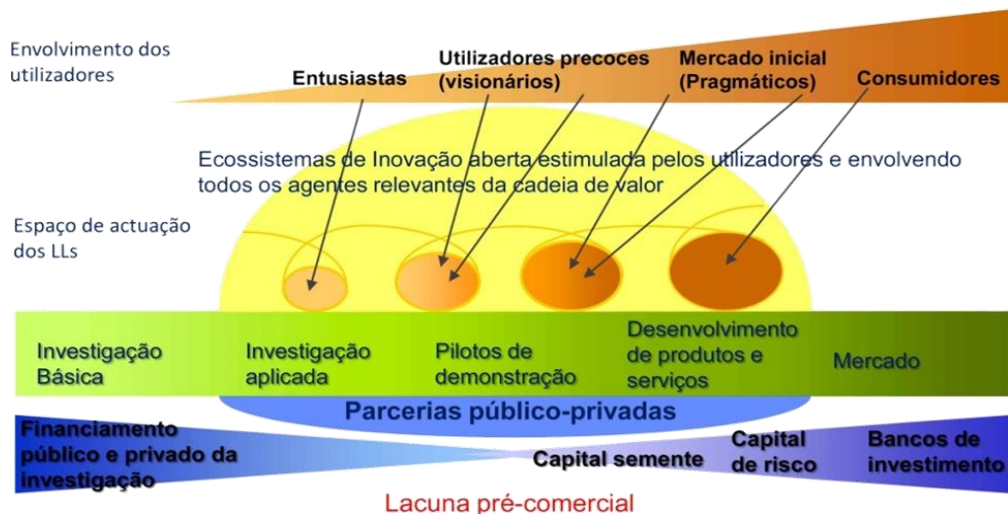 Envolvimento dos
utilizadores
Entusiastas
Utilizadores precoces
(visionários)
Mercado inicial
(Pragmáticos)
Consumidores
Ecossistemas de Inovação aberta estimulada pelos utilizadores e envolvendo
todos os agentes relevantes da cadeia de valor
Espaço de actuação
dos LLs
Investigação
Básica
Investigação
aplicada
Pilotos de
demonstração
Desenvolvimento
de produtos e
serviços
Mercado
Parcerias público-privadas
Financiamento
público e privado da
investigação
Capital semente
Capital
de risco
Bancos de
investimento
Lacuna pré-comercial